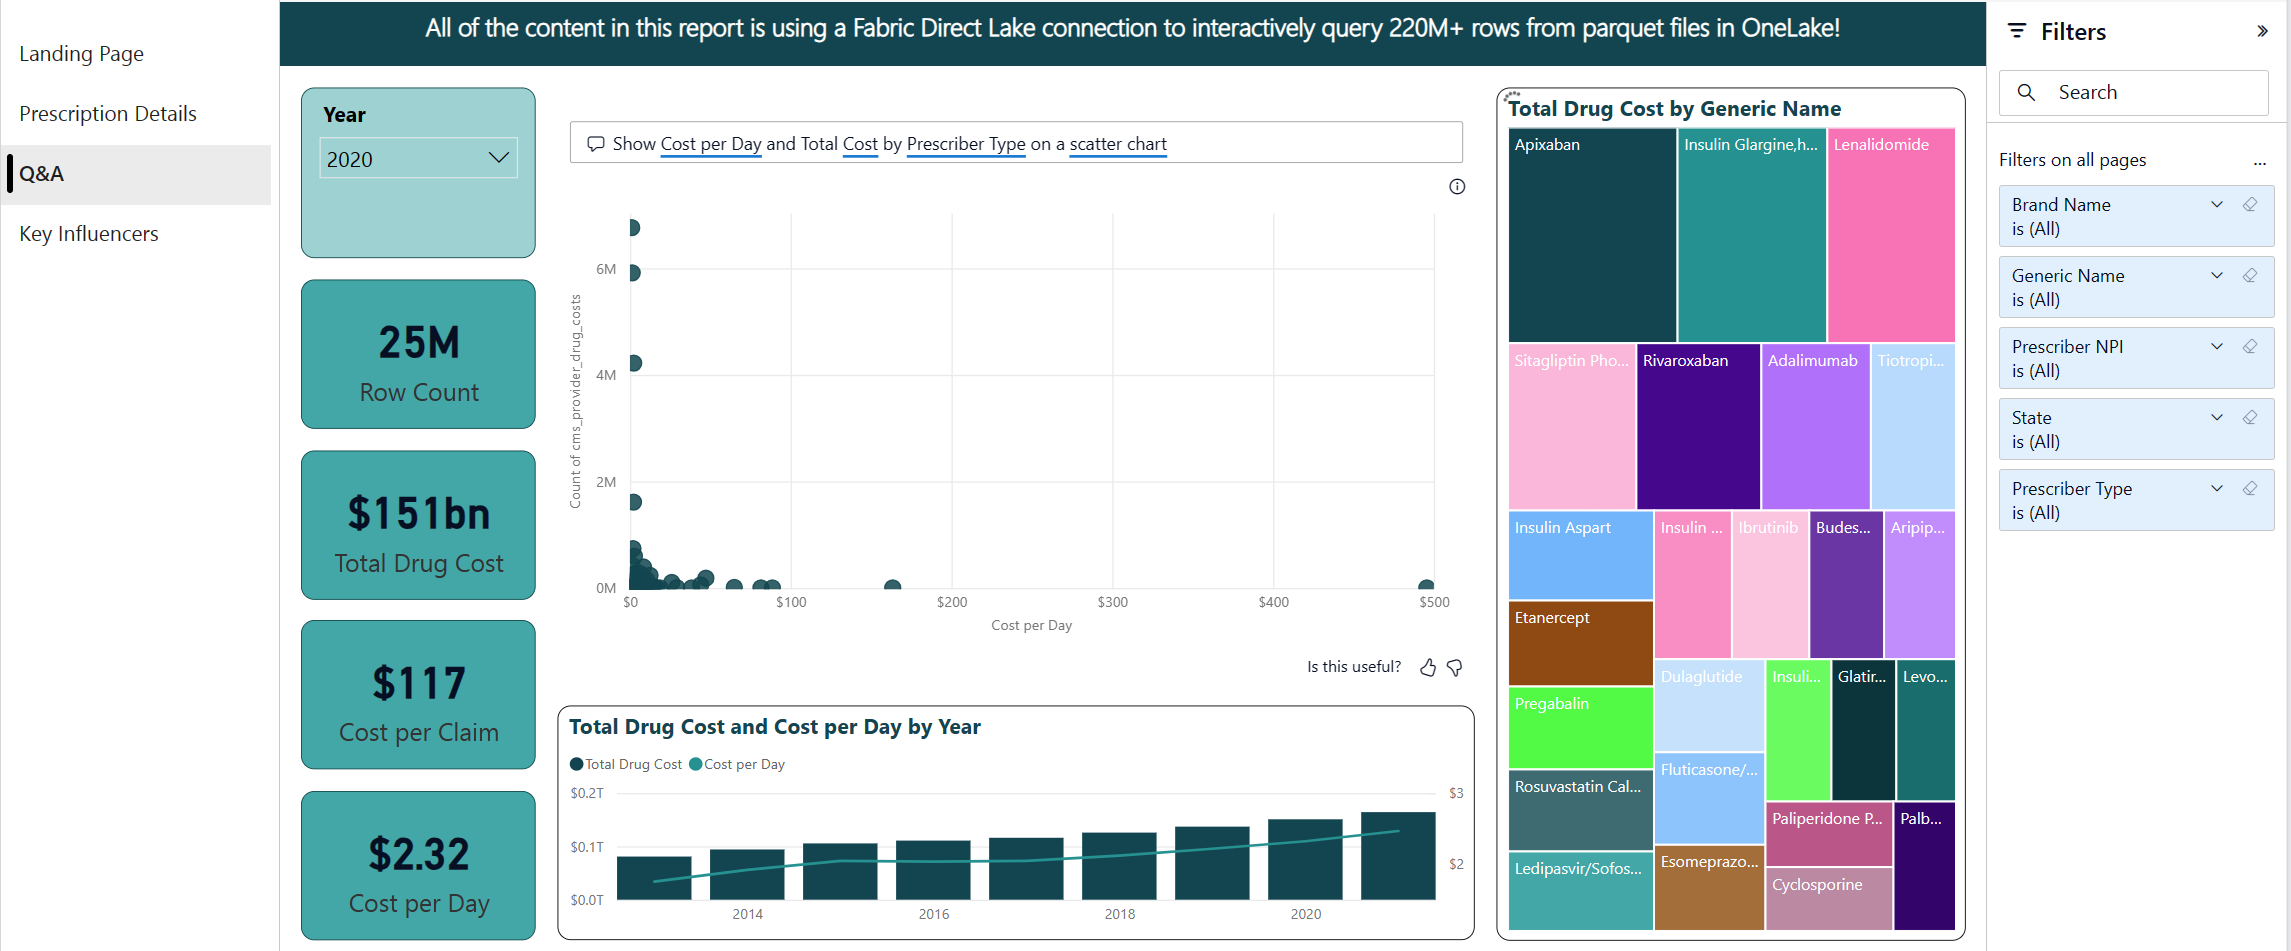 All of the content in this report is using a Fabric Direct Lake connection to interactively query 220M+ rows from parquet files in OneLake!
Landing Page
Prescription Details
Q&A
Key Influencers
Year
2020
25M
Row Count
$151bn
Total Drug Cost
$117
Cost per Claim
$2.32
Cost per Day
Show Cost per Day and Total Cost by Prescriber Type on a scatter chart
Count of cms_provider_drug_costs
6M
4M
2M
0M
$0 $100 $200 $300 $400 $500
Cost per Day
Is this useful?
Total Drug Cost and Cost per Day by Year
Total Drug Cost Cost per Day
$0.2T
$0.1T
$0.0T
$3
$2
2014 2016 2018 2020
Total Drug Cost by Generic Name
Apixaban Insulin Glargine,h... Lenalidomide
Sitagliptin Pho... Rivaroxaban Adalimumab Tiotropi...
Insulin Aspart Insulin ... Ibrutinib Budes... Aripip...
Etanercept
Dulaglutide Insuli... Glatir... Levo...
Pregabalin
Fluticasone/...
Rosuvastatin Cal...
Paliperidone P... Palb...
Esomeprazo...
Ledipasvir/Sofos...
Cyclosporine
Filters
Search
Filters on all pages ...
Brand Name
is (All)
Generic Name
is (All)
Prescriber NPI
is (All)
State
is (All)
Prescriber Type
is (All)